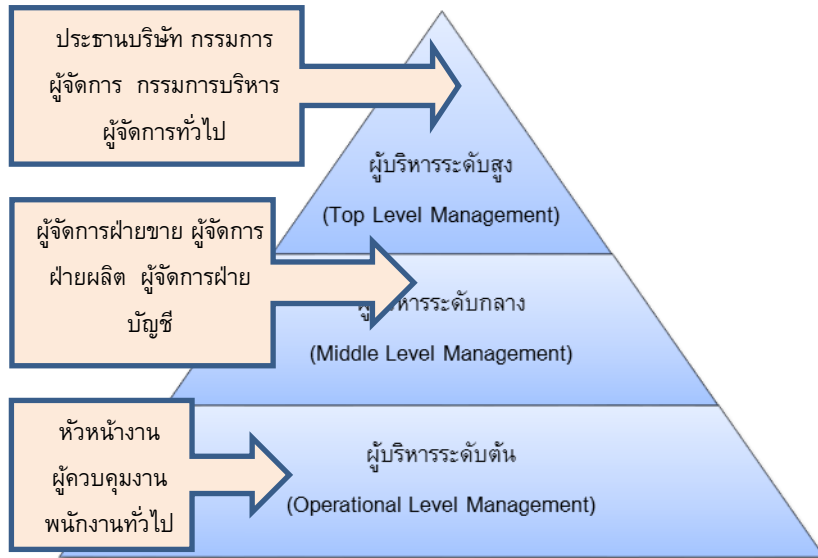 ประธานบริษัท กรรมการ
ผู้จัดการ กรรมการบริหาร
ผู้จัดการทั่วไป
ผู้บริหารระดับสูง
(Top Level Management)
ผู้จัดการฝ่ายขาย ผู้จัดการ
ฝ่ายผลิต ผู้จัดการฝ่าย
บัญชี
ผู้บริหารระดับกลาง
(Middle Level Management)
หัวหน้างาน
ผู้ควบคุมงาน
พนักงานทั่วไป
ผู้บริหารระดับต้น
(Operational Level Management)